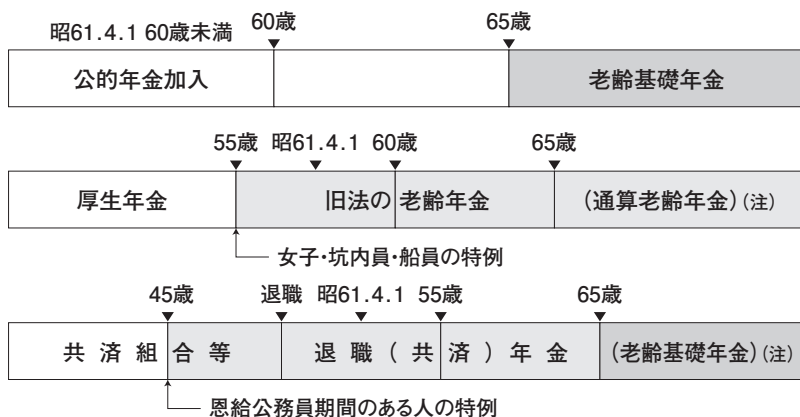 昭61.4.1 60歳未満 60歳 65歳
公的年金加入 老齢基礎年金
55歳 昭61.4.1 60歳 65歳
厚生年金 旧法の老齢年金 (通算老齢年金)(注)
女子・坑内員・船員の特例
45歳 退職 昭61.4.1 55歳 65歳
共済組合等 退職(共済)年金 (老齢基礎年金)(注)
恩給公務員期間のある人の特例